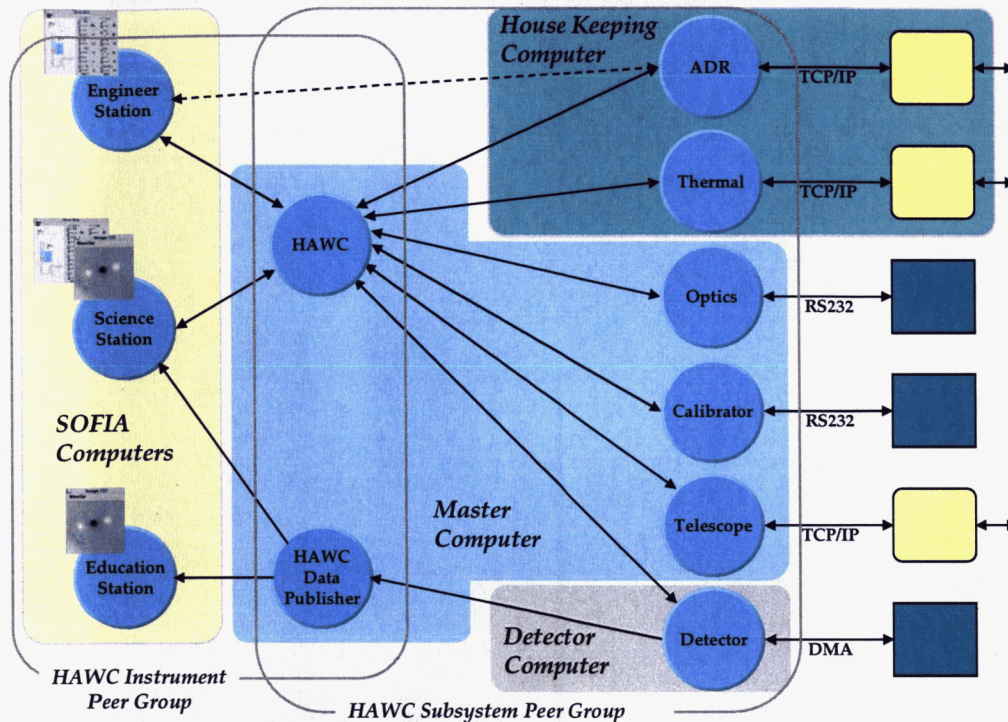 House Keeping
Computer
ADR
TCP/IP
Engineer
Station
Thermal
TCP/IP
HAWC
Optics
RS232
Science
Station
Calibrator
RS232
SOFIA
Computers
Master
Computer
Telescope
TCP/IP
HAWC
Data
Publisher
Education
Station
Detector
Computer
Detector
DMA
HAWC Instrument
Peer Group
HAWC Subsystem Peer Group